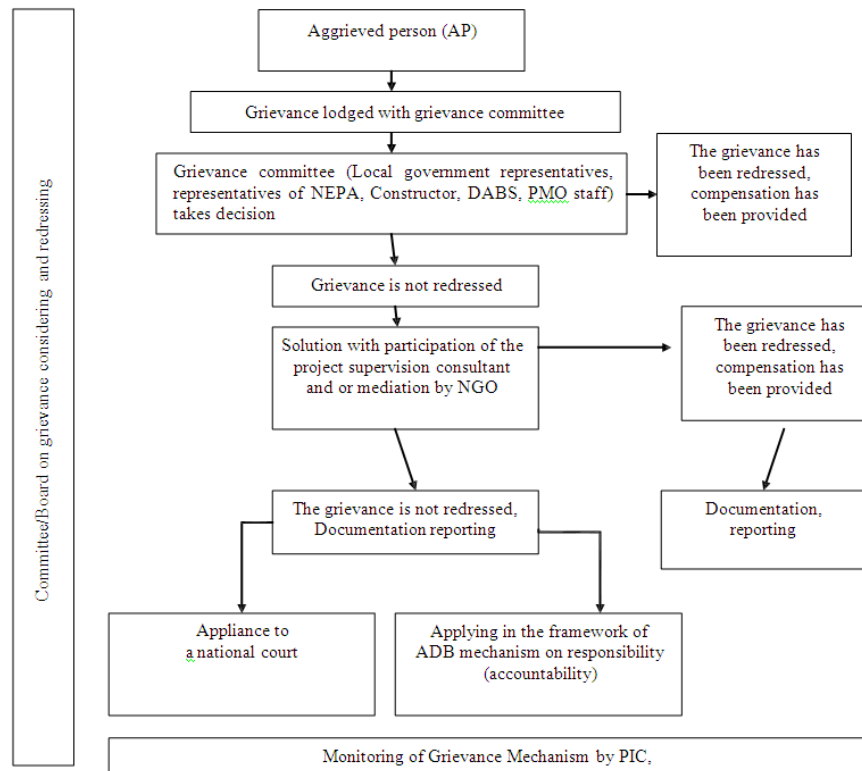 Committee/Board on grievance considering and redressing
Aggrieved person (AP)
Grievance lodged with grievance committee
Grievance committee (Local government representatives,
representatives of NEPA, Constructor, DABS, PMO staff)
takes decision
The grievance has
been redressed,
compensation has
been provided
Grievance is not redressed
Solution with participation of the
project supervision consultant
and or mediation by NGO
The grievance has
been redressed,
compensation has
been provided
The grievance is not redressed,
Documentation reporting
Documentation,
reporting
Appliance to
a national court
Applying in the framework of
ADB mechanism on responsibility
(accountability)
Monitoring of Grievance Mechanism by PIC,